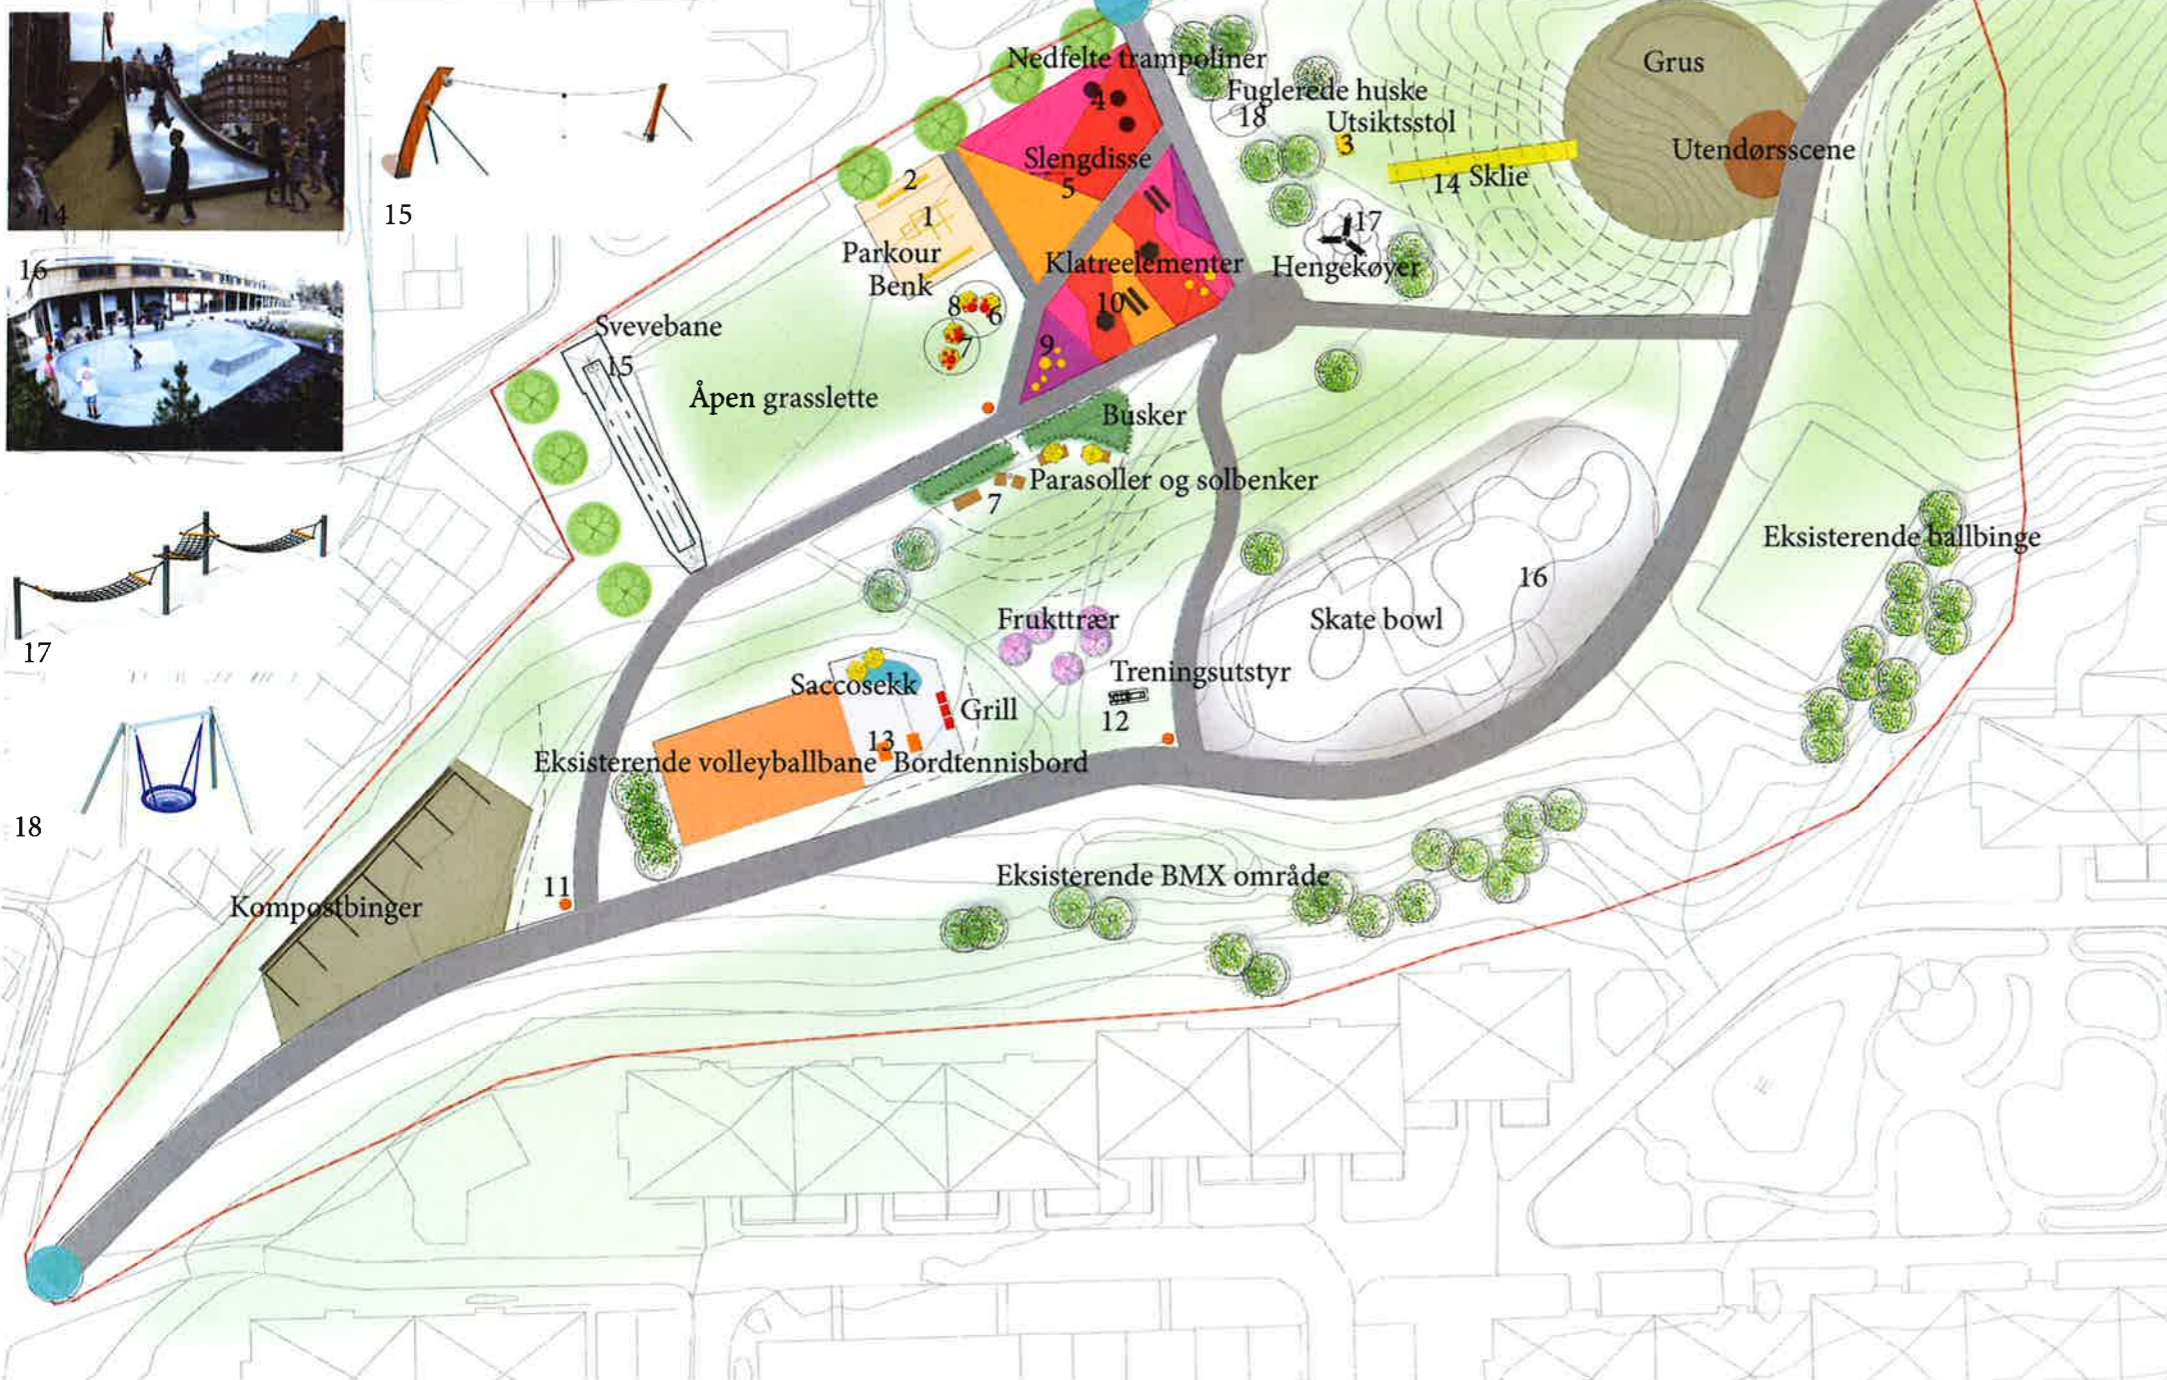 14
15
16
17
18
Nedfelte trampoliner
4
Fuglerede huske
18
Utsiktsstol
3
Grus
Utendørsscene
14 Sklie
Slengdisse
5
2
1
Parkour
Benk
8
6
7
Klatreelementer
10
9
17
Hengekøyer
Svevebane
15
Åpen grasslette
Busker
Parasoller og solbenker
7
Eksisterende ballbinge
16
Skate bowl
Frukttrær
Treningsutstyr
12
Saccosekk
Grill
13
Eksisterende volleyballbane
Bordtennisbord
11
Kompostbinger
Eksisterende BMX område